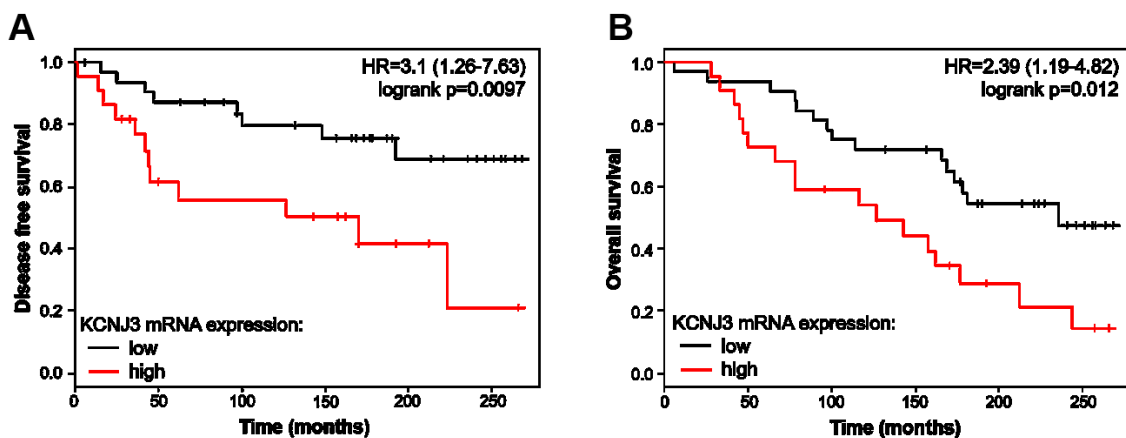 A
HR=3.1 (1.26-7.63)
logrank p=0.0097
Disease free survival
1.0
0.8
0.6
0.4
0.2
0.0
KCNJ3 mRNA expression:
low
high
0 50 100 150 200 250
Time (months)
B
HR=2.39 (1.19-4.82)
logrank p=0.012
Overall survival
1.0
0.8
0.6
0.4
0.2
0.0
KCNJ3 mRNA expression:
low
high
0 50 100 150 200 250
Time (months)